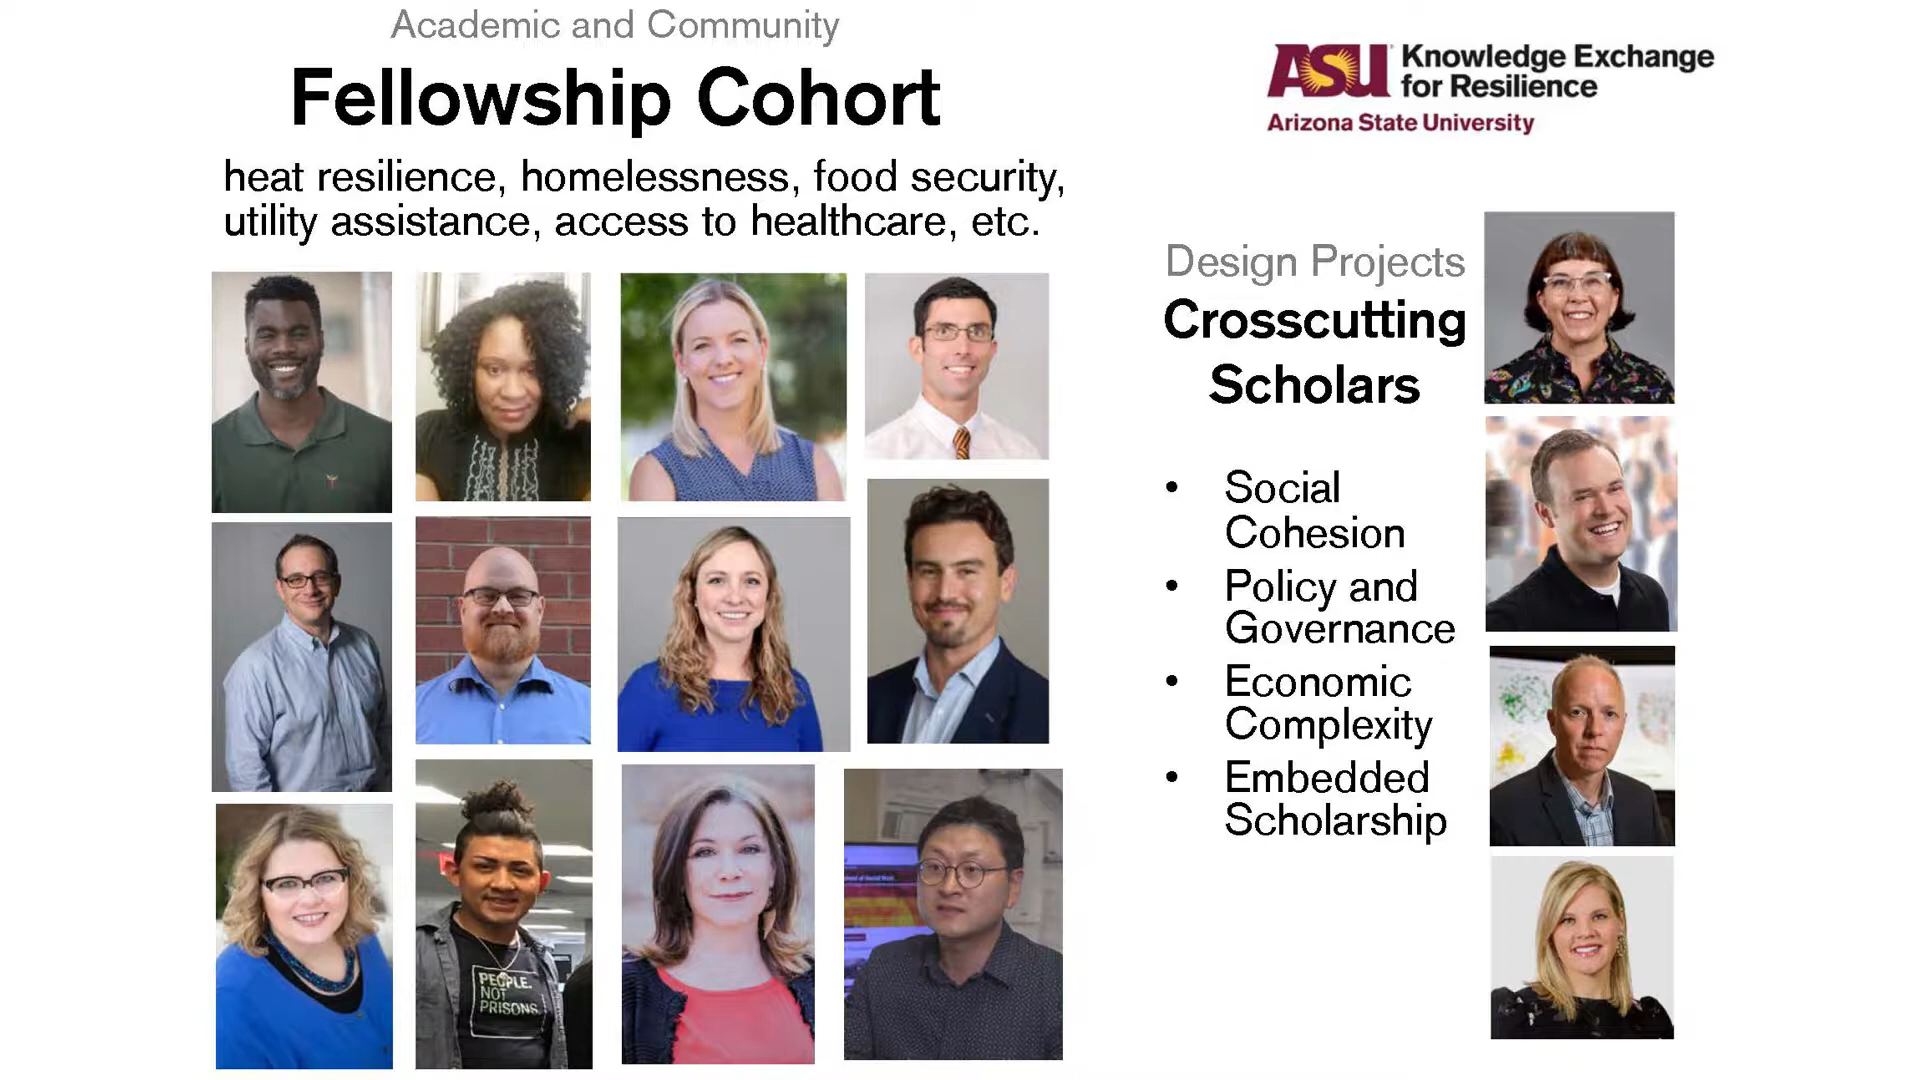 Academic and Community
Fellowship Cohort
heat resilience, homelessness, food security,
utility assistance, access to healthcare, etc.
ASU Knowledge Exchange
for Resilience
Arizona State University
Design Projects
Crosscutting
Scholars
• Social
Cohesion
• Policy and
Governance
• Economic
Complexity
• Embedded
Scholarship
PEOPLE.
NOT
PRISONS.